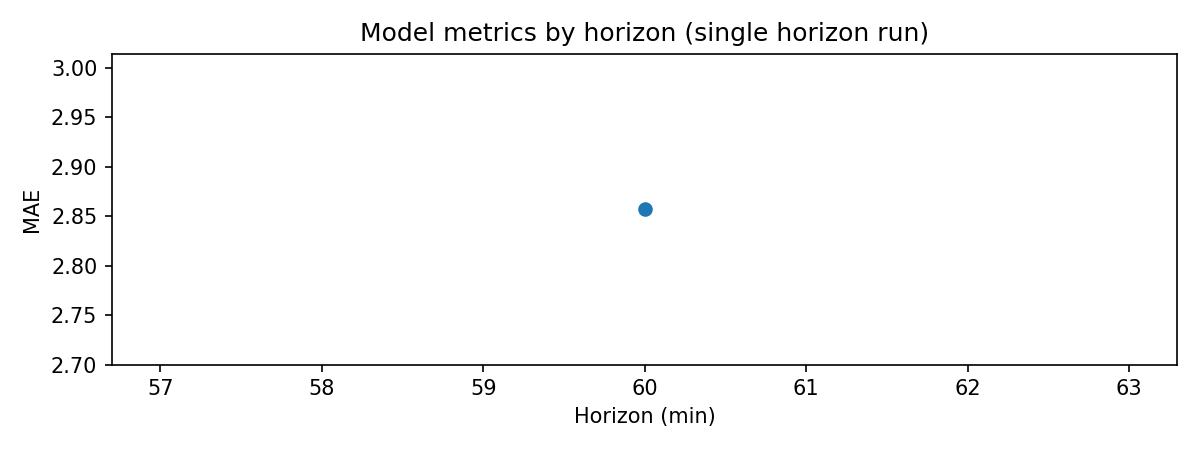 Model metrics by horizon (single horizon run)
3.00
2.95
2.90
2.85
2.80
2.75
2.70
MAE
57 58 59 60 61 62 63
Horizon (min)